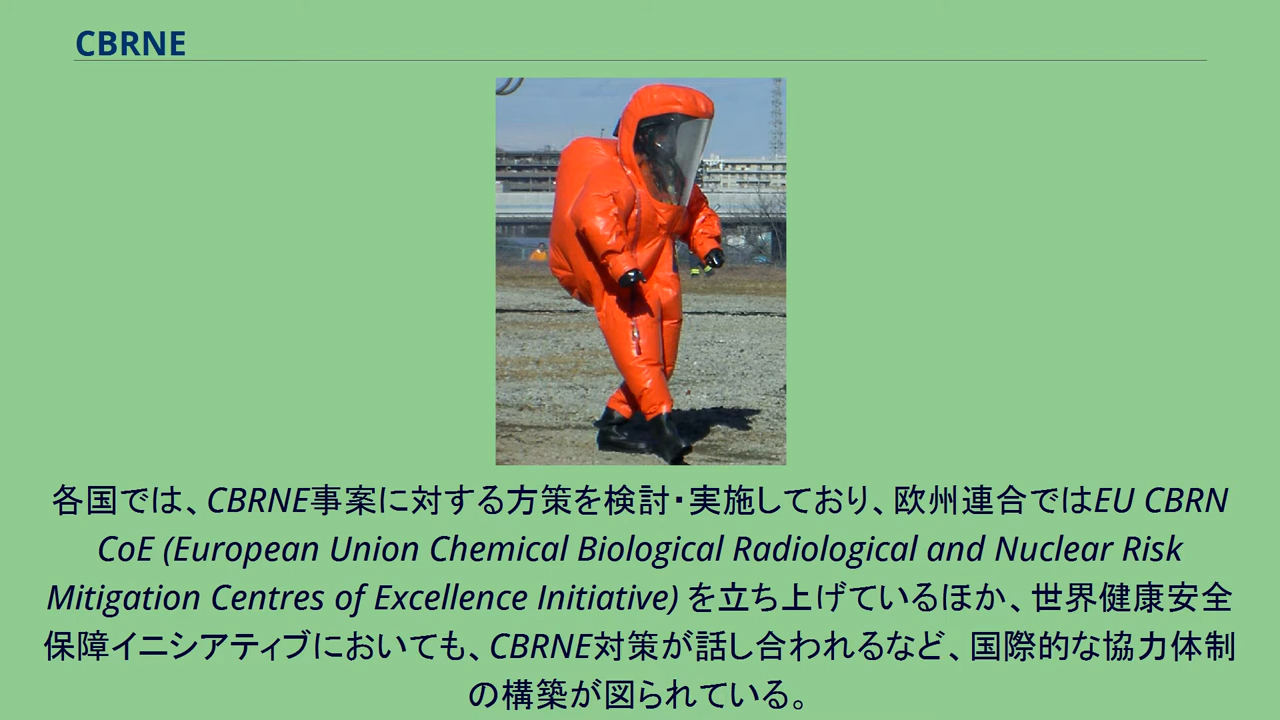 CBRNE
各国では、CBRNE事案に対する方策を検討・実施しており、欧州連合ではEU CBRN
CoE (European Union Chemical Biological Radiological and Nuclear Risk
Mitigation Centres of Excellence Initiative) を立ち上げているほか、世界健康安全
保障イニシアティブにおいても、CBRNE対策が話し合われるなど、国際的な協力体制
の構築が図られている。